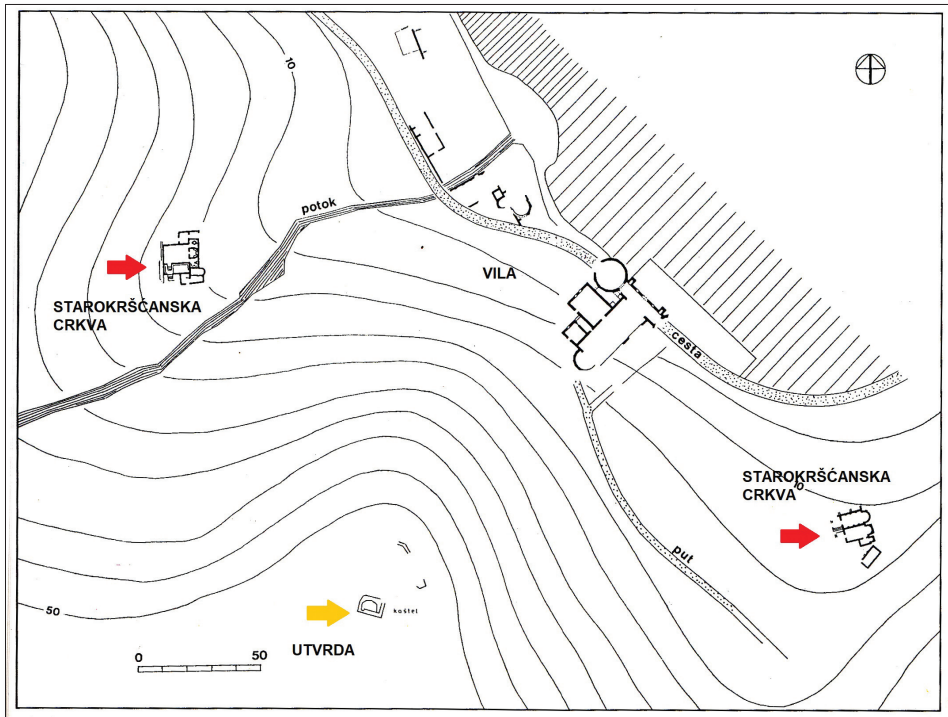 10
potok
VILA
STAROKRŠĆANSKA
CRKVA
cesta
STAROKRŠĆANSKA
CRKVA
10
put
50
koštel
UTVRDA
0 50